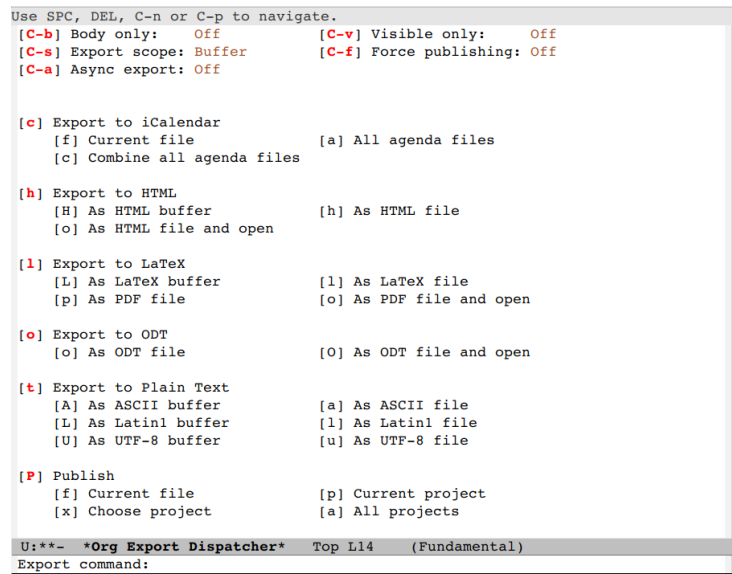 Use SPC, DEL, C-n or C-p to navigate.
[C-b] Body only:    Off           [C-v] Visible only:     Off
[C-s] Export scope: Buffer        [C-f] Force publishing: Off
[C-a] Async export: Off
[c] Export to iCalendar
    [f] Current file              [a] All agenda files
    [c] Combine all agenda files
[h] Export to HTML
    [H] As HTML buffer            [h] As HTML file
    [o] As HTML file and open
[l] Export to LaTeX
    [L] As LaTeX buffer           [l] As LaTeX file
    [p] As PDF file               [o] As PDF file and open
[o] Export to ODT
    [o] As ODT file               [O] As ODT file and open
[t] Export to Plain Text
    [A] As ASCII buffer           [a] As ASCII file
    [L] As Latin1 buffer          [l] As Latin1 file
    [U] As UTF-8 buffer           [u] As UTF-8 file
[P] Publish
    [f] Current file              [p] Current project
    [x] Choose project            [a] All projects
U:**-  *Org Export Dispatcher*   Top L14    (Fundamental)
Export command: